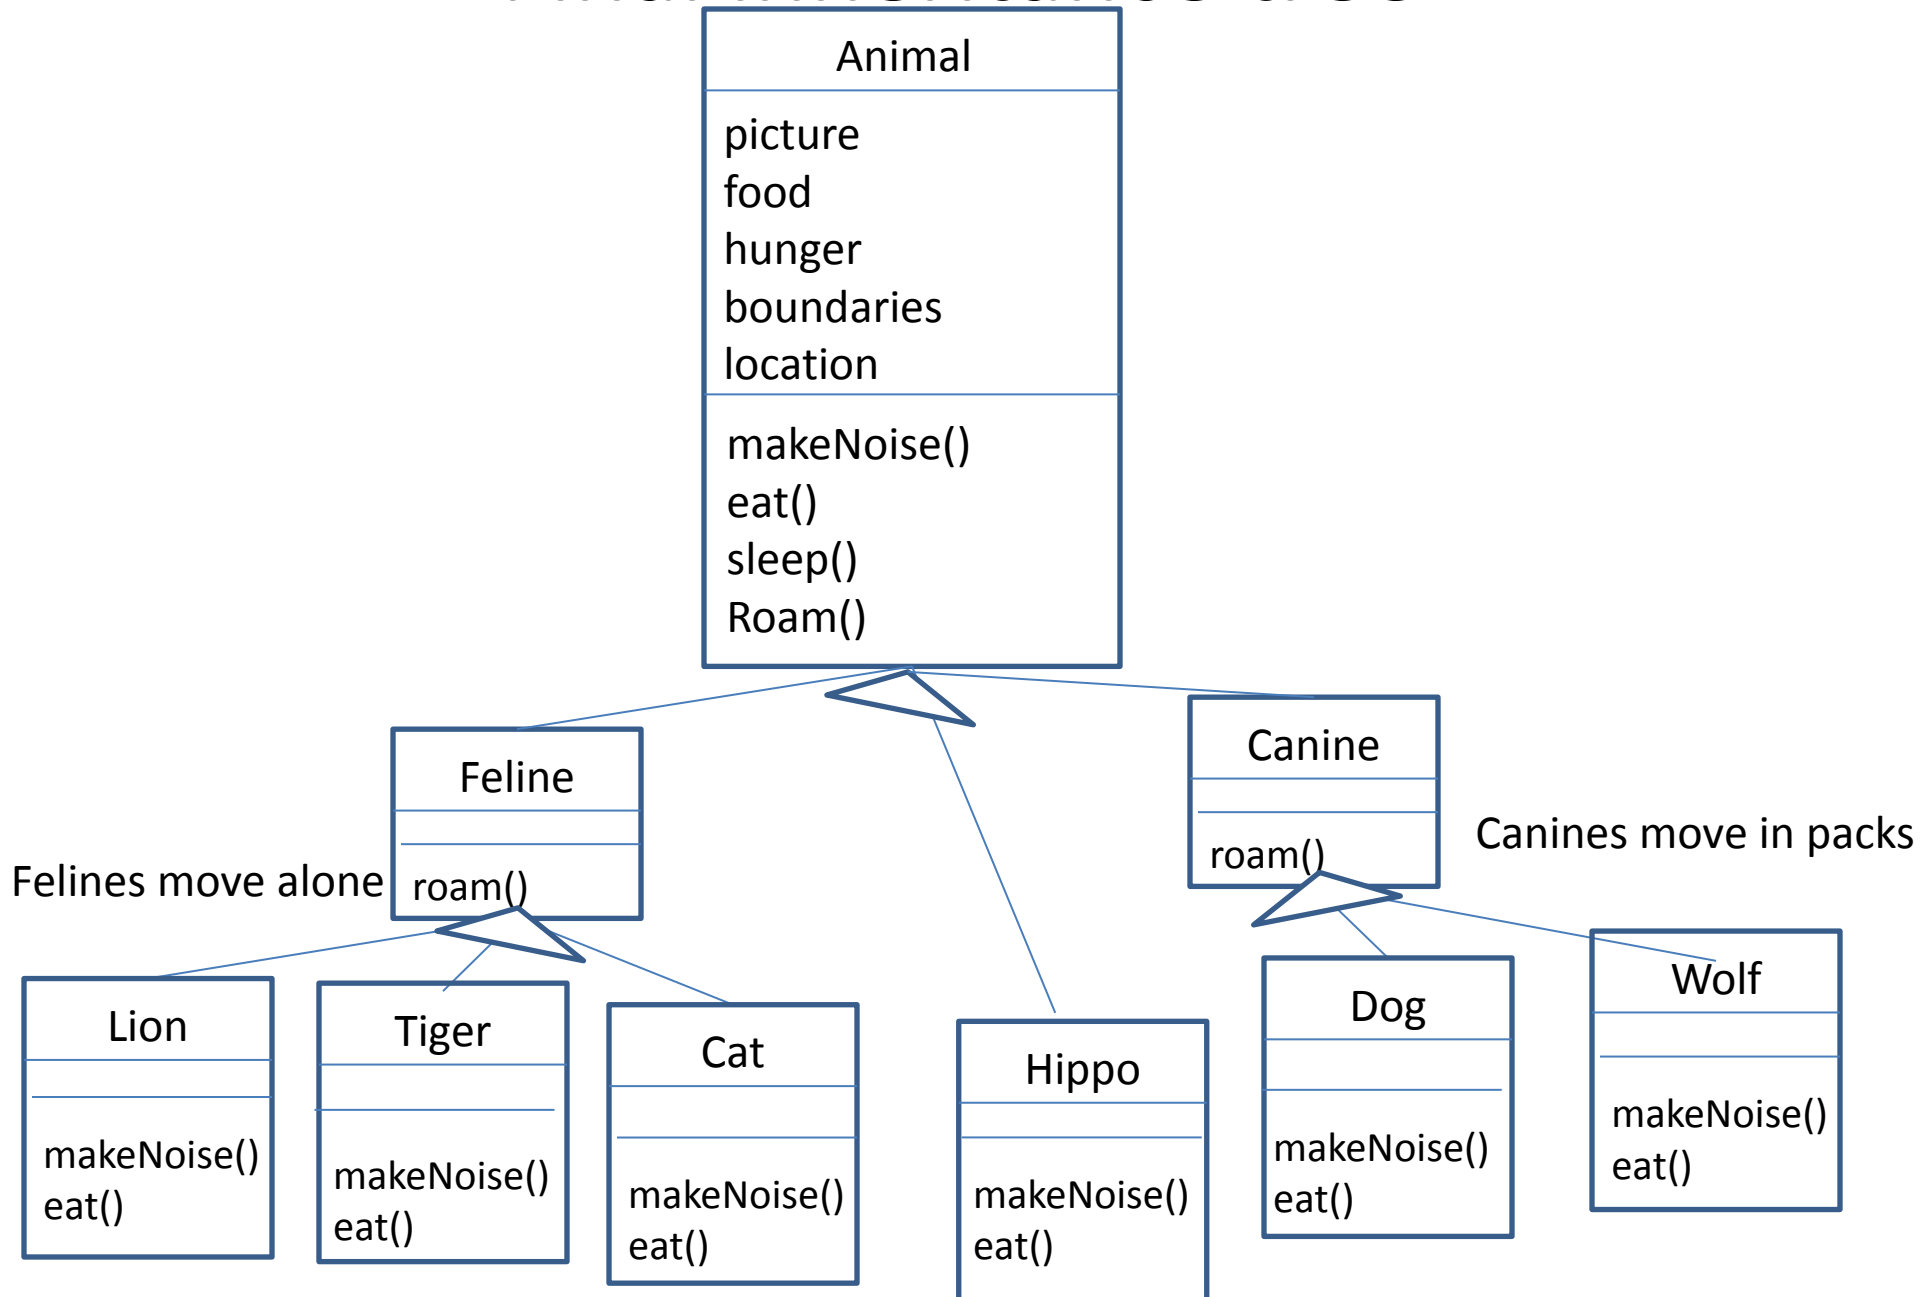 Animal
picture
food
hunger
boundaries
location
makeNoise()
eat()
sleep()
Roam()
Feline
roam()
Felines move alone
Canine
roam()
Canines move in packs
Lion
makeNoise()
eat()
Tiger
makeNoise()
eat()
Cat
makeNoise()
eat()
Hippo
makeNoise()
eat()
Dog
makeNoise()
eat()
Wolf
makeNoise()
eat()